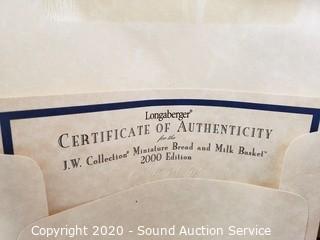 Longaberger®
CERTIFICATE OF AUTHENTICITY
for the
J.W. Collection® Miniature Bread and Milk Basket™
2000 Edition
Copyright 2020 - Sound Auction Service